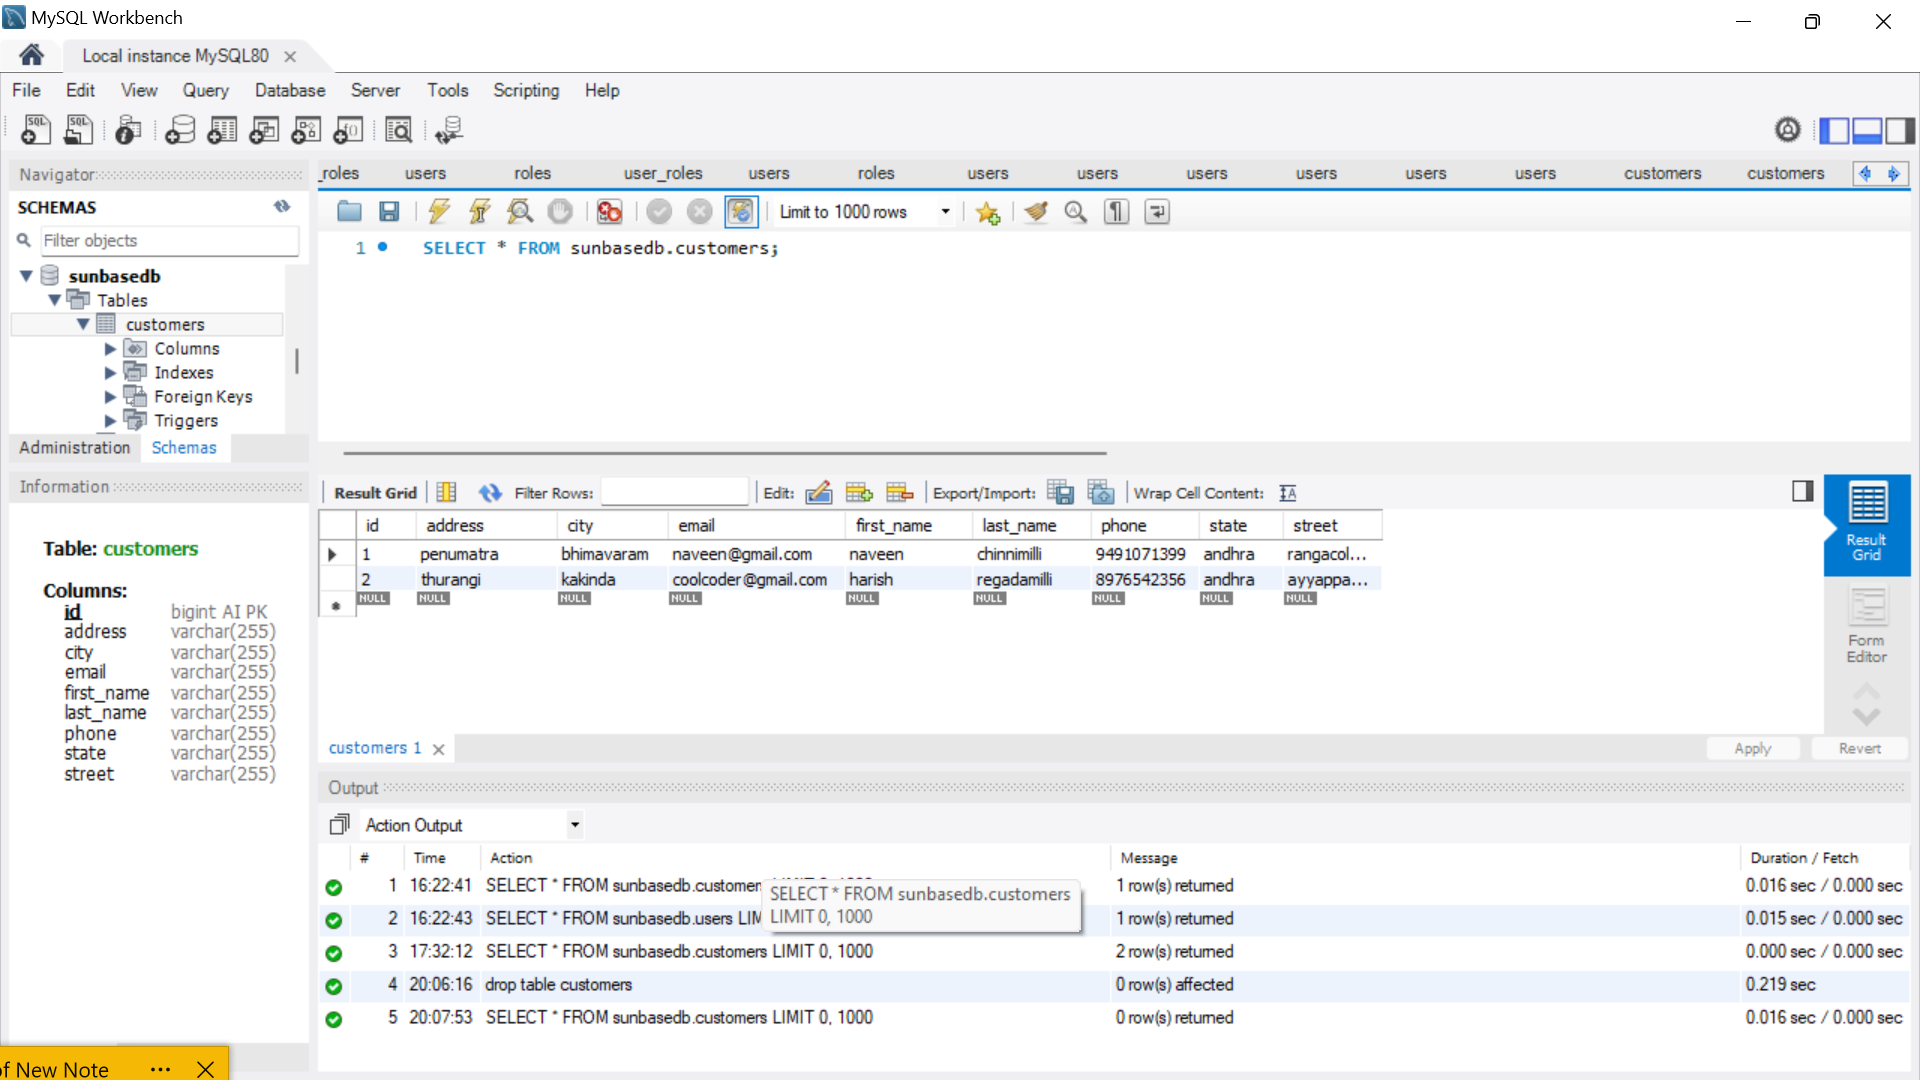 MySQL Workbench
Local instance MySQL80
File Edit View Query Database Server Tools Scripting Help
Navigator
SCHEMAS
Filter objects
sunbasedb
Tables
customers
Columns
Indexes
Foreign Keys
Triggers
Administration Schemas
Information
Table: customers
Columns:
id bigint AI PK
address varchar(255)
city varchar(255)
email varchar(255)
first_name varchar(255)
last_name varchar(255)
phone varchar(255)
state varchar(255)
street varchar(255)
of New Note
_roles users roles user_roles users roles users users users users users users customers customers
Limit to 1000 rows
1 SELECT * FROM sunbasedb.customers;
Result Grid Filter Rows: Edit: Export/Import: Wrap Cell Content:
id address city email first_name last_name phone state street
1 penumatra bhimavaram naveen@gmail.com naveen chinnimilli 9491071399 andhra rangacol...
2 thurangi kakinda coolcoder@gmail.com harish regadamilli 8976542356 andhra ayyappa...
NULL NULL NULL NULL NULL NULL NULL NULL NULL
Result
Grid
Form
Editor
customers 1
Apply Revert
Output
Action Output
# Time Action Message Duration / Fetch
1 16:22:41 SELECT * FROM sunbasedb.customers 1 row(s) returned 0.016 sec / 0.000 sec
SELECT * FROM sunbasedb.customers
LIMIT 0, 1000
2 16:22:43 SELECT * FROM sunbasedb.users LIM 1 row(s) returned 0.015 sec / 0.000 sec
3 17:32:12 SELECT * FROM sunbasedb.customers LIMIT 0, 1000 2 row(s) returned 0.000 sec / 0.000 sec
4 20:06:16 drop table customers 0 row(s) affected 0.219 sec
5 20:07:53 SELECT * FROM sunbasedb.customers LIMIT 0, 1000 0 row(s) returned 0.016 sec / 0.000 sec